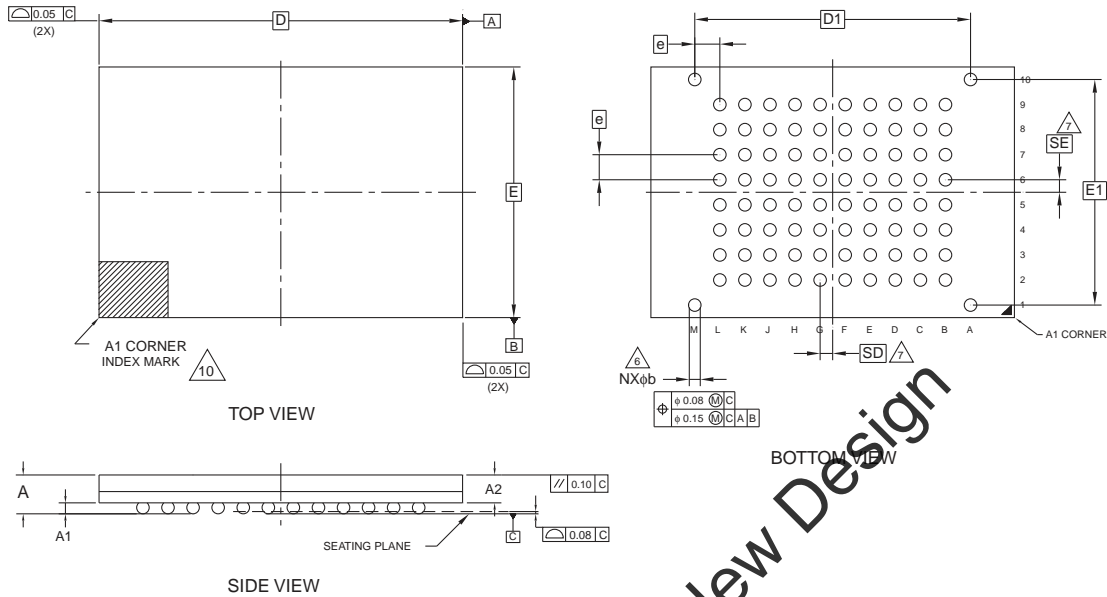 0.05 C
(2X)
D
A
E
B
A1 CORNER
INDEX MARK
10
0.05 C
(2X)
TOP VIEW
D1
e
e
10
9
8
7
6
5
4
3
2
1
7
SE
E1
M L K J H G F E D C B A
A1 CORNER
SD
7
6
NXϕb
ϕ 0.08 Ⓜ C
ϕ 0.15 Ⓜ C A B
BOTTOM VIEW
A
A1
A2
// 0.10 C
SEATING PLANE
C
0.08 C
SIDE VIEW
New Design